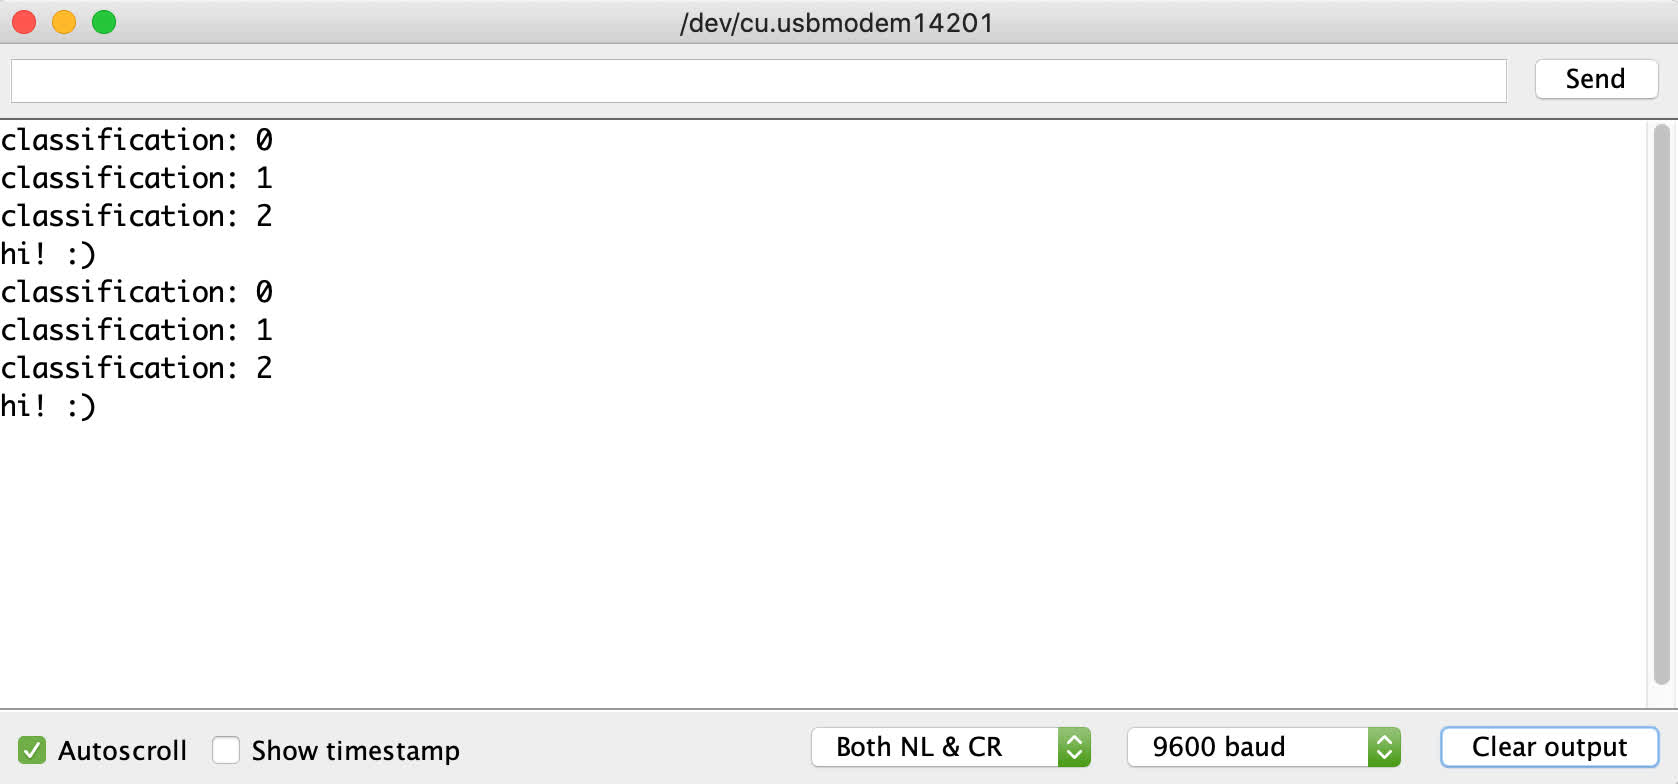 /dev/cu.usbmodem14201
Send
classification: 0
classification: 1
classification: 2
hi! :)
classification: 0
classification: 1
classification: 2
hi! :)
Autoscroll Show timestamp Both NL & CR 9600 baud Clear output